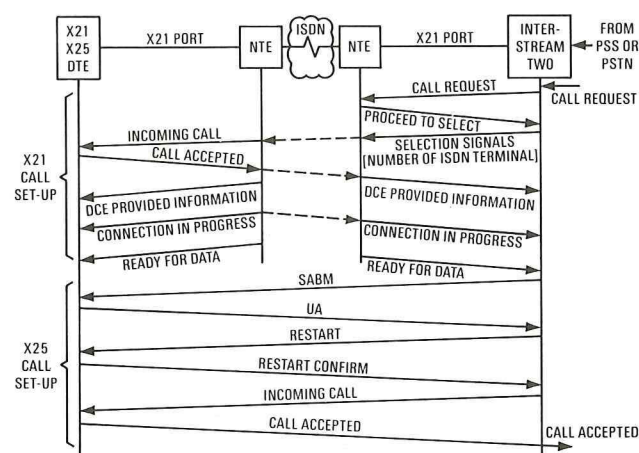 X21
X25
DTE
X21 PORT
NTE
ISDN
NTE
X21 PORT
INTER-
STREAM
TWO
FROM
PSS OR
PSTN
CALL REQUEST
CALL REQUEST
PROCEED TO SELECT
INCOMING CALL
SELECTION SIGNALS
[NUMBER OF ISDN TERMINAL]
CALL ACCEPTED
X21
CALL
SET-UP
DCE PROVIDED INFORMATION
DCE PROVIDED INFORMATION
CONNECTION IN PROGRESS
CONNECTION IN PROGRESS
READY FOR DATA
READY FOR DATA
SABM
UA
RESTART
X25
CALL
SET-UP
RESTART CONFIRM
INCOMING CALL
CALL ACCEPTED
CALL ACCEPTED